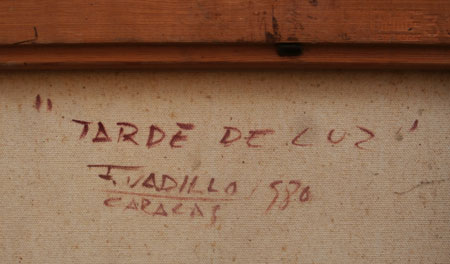 "TARDE DE LUZ'
F. VADILLO 980
CARACAS